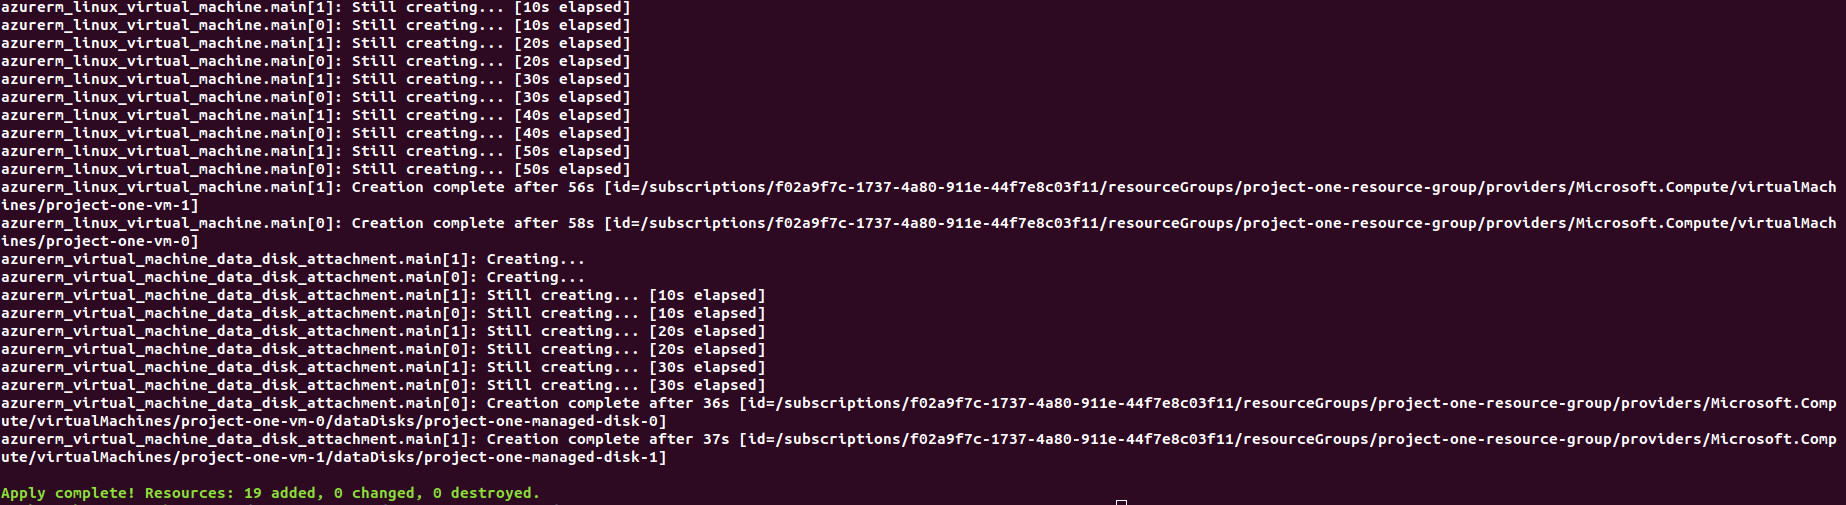 azurerm_linux_virtual_machine.main[1]: Still creating... [10s elapsed]
azurerm_linux_virtual_machine.main[0]: Still creating... [10s elapsed]
azurerm_linux_virtual_machine.main[1]: Still creating... [20s elapsed]
azurerm_linux_virtual_machine.main[0]: Still creating... [20s elapsed]
azurerm_linux_virtual_machine.main[1]: Still creating... [30s elapsed]
azurerm_linux_virtual_machine.main[0]: Still creating... [30s elapsed]
azurerm_linux_virtual_machine.main[1]: Still creating... [40s elapsed]
azurerm_linux_virtual_machine.main[0]: Still creating... [40s elapsed]
azurerm_linux_virtual_machine.main[1]: Still creating... [50s elapsed]
azurerm_linux_virtual_machine.main[0]: Still creating... [50s elapsed]
azurerm_linux_virtual_machine.main[1]: Creation complete after 56s [id=/subscriptions/f02a9f7c-1737-4a80-911e-44f7e8c03f11/resourceGroups/project-one-resource-group/providers/Microsoft.Compute/virtualMach
ines/project-one-vm-1]
azurerm_linux_virtual_machine.main[0]: Creation complete after 58s [id=/subscriptions/f02a9f7c-1737-4a80-911e-44f7e8c03f11/resourceGroups/project-one-resource-group/providers/Microsoft.Compute/virtualMach
ines/project-one-vm-0]
azurerm_virtual_machine_data_disk_attachment.main[1]: Creating...
azurerm_virtual_machine_data_disk_attachment.main[0]: Creating...
azurerm_virtual_machine_data_disk_attachment.main[1]: Still creating... [10s elapsed]
azurerm_virtual_machine_data_disk_attachment.main[0]: Still creating... [10s elapsed]
azurerm_virtual_machine_data_disk_attachment.main[1]: Still creating... [20s elapsed]
azurerm_virtual_machine_data_disk_attachment.main[0]: Still creating... [20s elapsed]
azurerm_virtual_machine_data_disk_attachment.main[1]: Still creating... [30s elapsed]
azurerm_virtual_machine_data_disk_attachment.main[0]: Still creating... [30s elapsed]
azurerm_virtual_machine_data_disk_attachment.main[0]: Creation complete after 36s [id=/subscriptions/f02a9f7c-1737-4a80-911e-44f7e8c03f11/resourceGroups/project-one-resource-group/providers/Microsoft.Comp
ute/virtualMachines/project-one-vm-0/dataDisks/project-one-managed-disk-0]
azurerm_virtual_machine_data_disk_attachment.main[1]: Creation complete after 37s [id=/subscriptions/f02a9f7c-1737-4a80-911e-44f7e8c03f11/resourceGroups/project-one-resource-group/providers/Microsoft.Comp
ute/virtualMachines/project-one-vm-1/dataDisks/project-one-managed-disk-1]
Apply complete! Resources: 19 added, 0 changed, 0 destroyed.